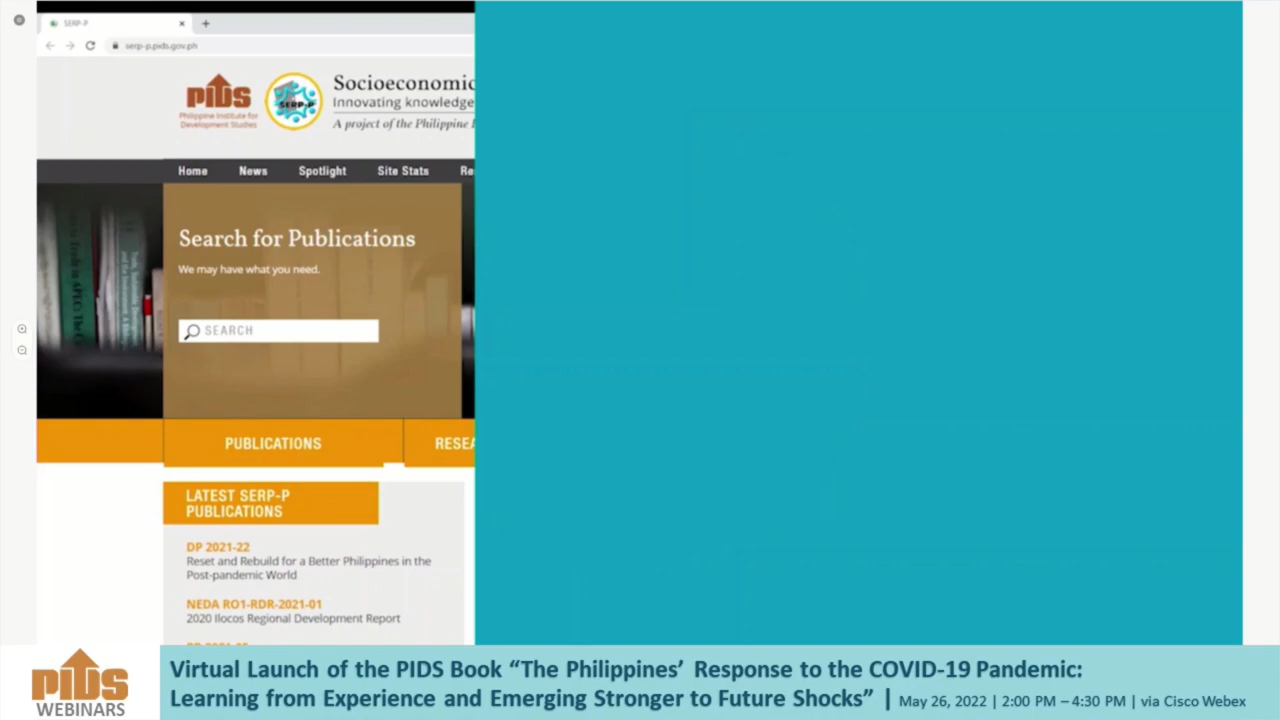 SERP-P
serp-p.pids.gov.ph
PIDS
Philippine Institute for
Development Studies
SERP-P
Socioeconomic
Innovating knowledge
A project of the Philippine
Home News Spotlight Site Stats Re
Search for Publications
We may have what you need.
SEARCH
PUBLICATIONS RESEA
LATEST SERP-P
PUBLICATIONS
DP 2021-22
Reset and Rebuild for a Better Philippines in the
Post-pandemic World
NEDA RO1-RDR-2021-01
2020 Ilocos Regional Development Report
PIDS
WEBINARS
Virtual Launch of the PIDS Book “The Philippines’ Response to the COVID-19 Pandemic:
Learning from Experience and Emerging Stronger to Future Shocks” | May 26, 2022 | 2:00 PM – 4:30 PM | via Cisco Webex